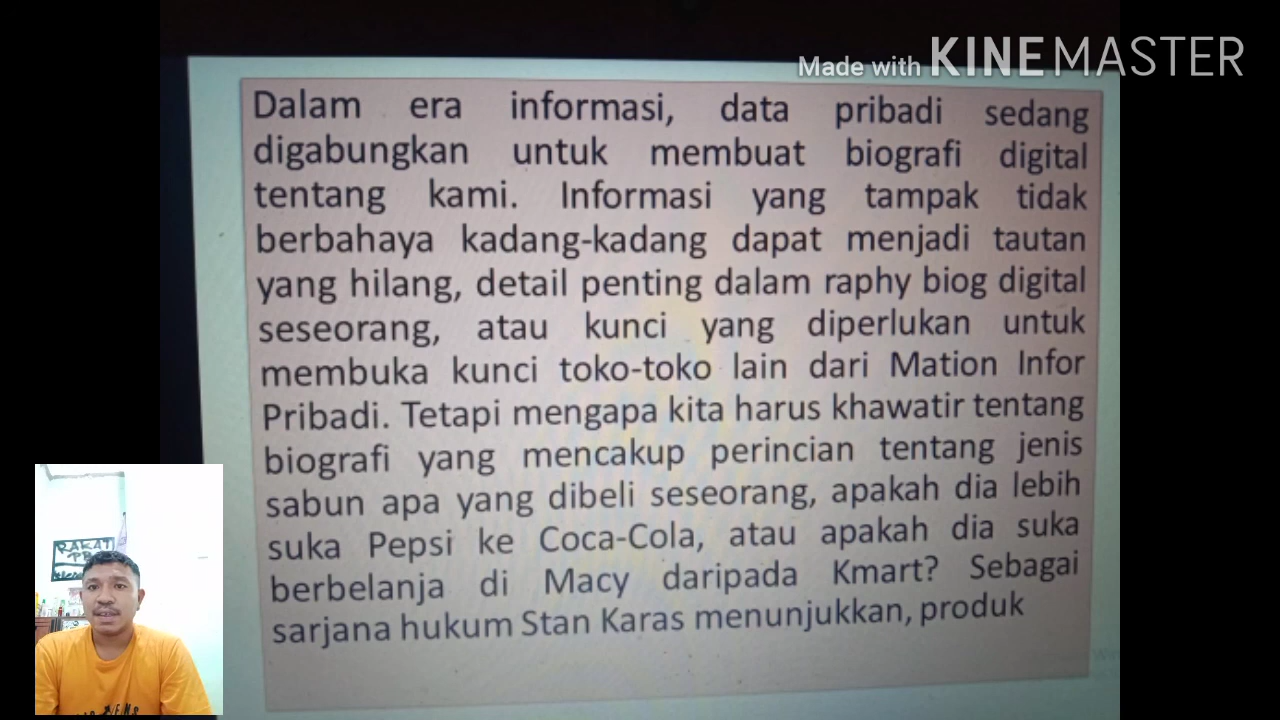 Made with KINEMASTER
Dalam era informasi, data pribadi sedang
digabungkan untuk membuat biografi digital
tentang kami. Informasi yang tampak tidak
berbahaya kadang-kadang dapat menjadi tautan
yang hilang, detail penting dalam raphy biog digital
seseorang, atau kunci yang diperlukan untuk
membuka kunci toko-toko lain dari Mation Infor
Pribadi. Tetapi mengapa kita harus khawatir tentang
biografi yang mencakup perincian tentang jenis
sabun apa yang dibeli seseorang, apakah dia lebih
suka Pepsi ke Coca-Cola, atau apakah dia suka
berbelanja di Macy daripada Kmart? Sebagai
sarjana hukum Stan Karas menunjukkan, produk
RAKAT